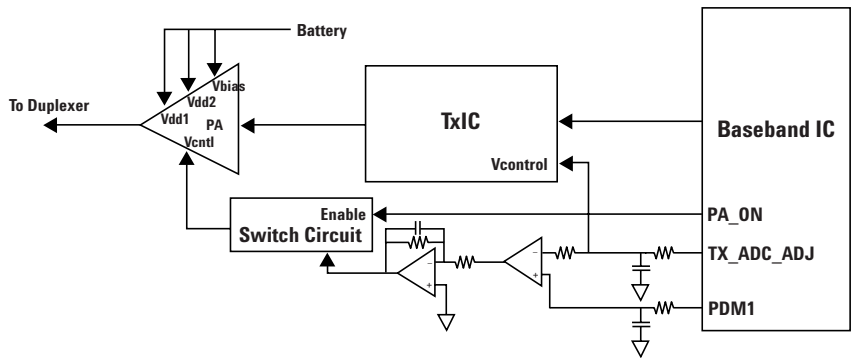 Battery
Vbias
Vdd2
Vdd1
PA
Vcntl
To Duplexer
TxIC
Vcontrol
Baseband IC
Enable
Switch Circuit
PA_ON
TX_ADC_ADJ
PDM1
-
+
-
+